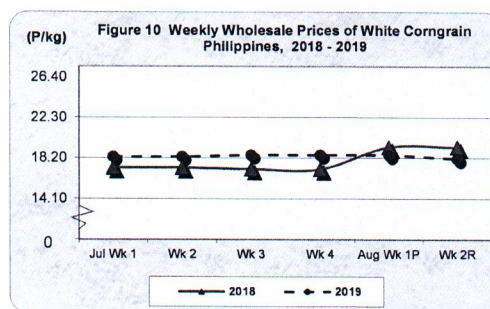 (P/kg)
Figure 10 Weekly Wholesale Prices of White Corngrain
Philippines, 2018 - 2019
26.40
22.30
18.20
14.10
0
Jul Wk 1 Wk 2 Wk 3 Wk 4 Aug Wk 1P Wk 2R
2018 2019